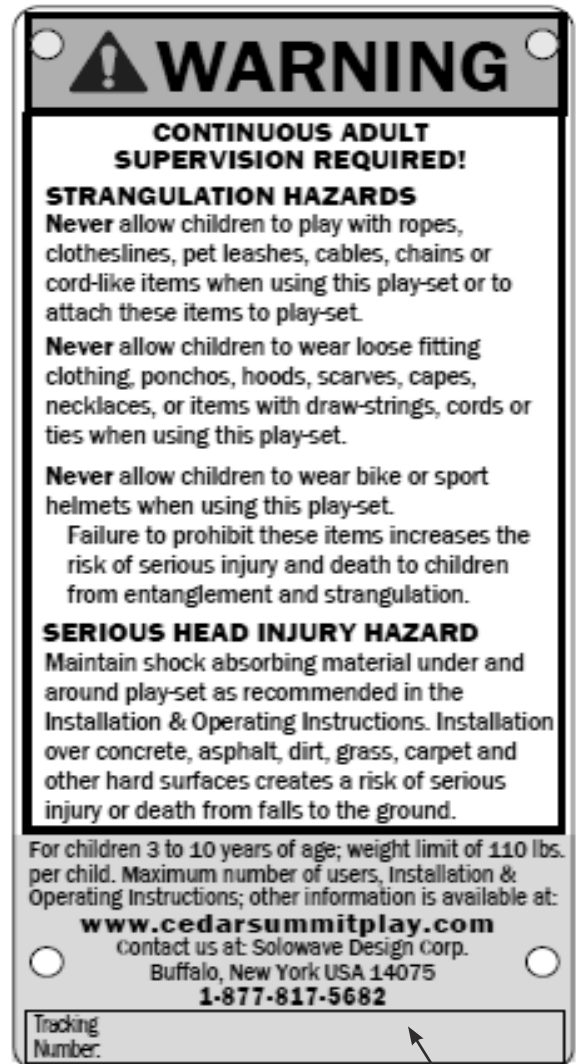 WARNING
CONTINUOUS ADULT
SUPERVISION REQUIRED!
STRANGULATION HAZARDS
Never allow children to play with ropes,
clotheslines, pet leashes, cables, chains or
cord-like items when using this play-set or to
attach these items to play-set.
Never allow children to wear loose fitting
clothing, ponchos, hoods, scarves, capes,
necklaces, or items with draw-strings, cords or
ties when using this play-set.
Never allow children to wear bike or sport
helmets when using this play-set.
Failure to prohibit these items increases the
risk of serious injury and death to children
from entanglement and strangulation.
SERIOUS HEAD INJURY HAZARD
Maintain shock absorbing material under and
around play-set as recommended in the
Installation & Operating Instructions. Installation
over concrete, asphalt, dirt, grass, carpet and
other hard surfaces creates a risk of serious
injury or death from falls to the ground.
For children 3 to 10 years of age; weight limit of 110 lbs.
per child. Maximum number of users, Installation &
Operating Instructions; other information is available at:
www.cedarsummitplay.com
Contact us at: Solowave Design Corp.
Buffalo, New York USA 14075
1-877-817-5682
Tracking
Number: